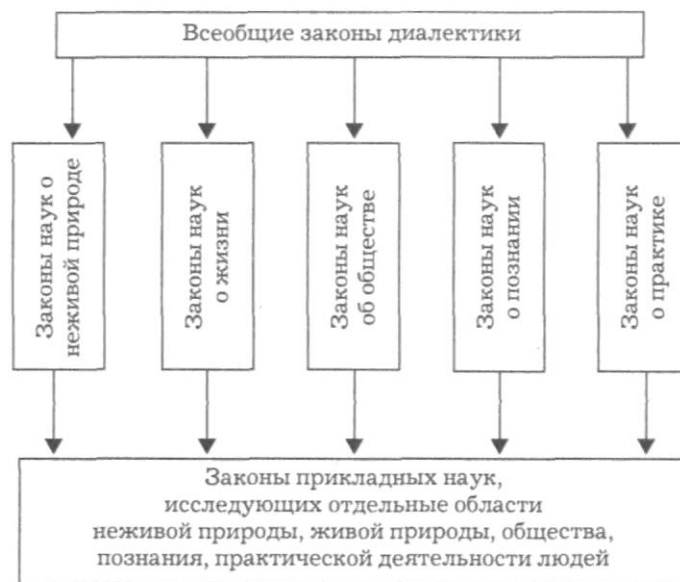 Всеобщие законы диалектики
Законы наук о
неживой природе
Законы наук
о жизни
Законы наук
об обществе
Законы наук
о познании
Законы наук
о практике
Законы прикладных наук,
исследующих отдельные области
неживой природы, живой природы, общества,
познания, практической деятельности людей